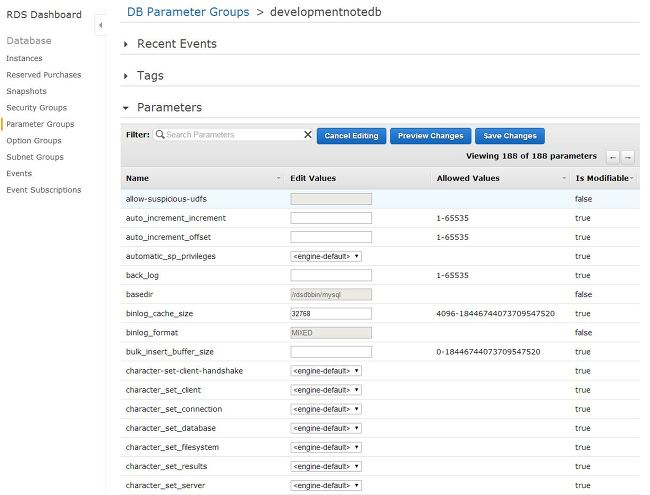 RDS Dashboard
Database
Instances
Reserved Purchases
Snapshots
Security Groups
Parameter Groups
Option Groups
Subnet Groups
Events
Event Subscriptions
DB Parameter Groups > developmentnotedb
Recent Events
Tags
Parameters
Filter: Search Parameters X Cancel Editing Preview Changes Save Changes
Viewing 188 of 188 parameters ← →
Name Edit Values Allowed Values Is Modifiable
allow-suspicious-udfs false
auto_increment_increment 1-65535 true
auto_increment_offset 1-65535 true
automatic_sp_privileges <engine-default> true
back_log 1-65535 true
basedir /rdsdbbin/mysql false
binlog_cache_size 32768 4096-18446744073709547520 true
binlog_format MIXED false
bulk_insert_buffer_size 0-18446744073709547520 true
character-set-client-handshake <engine-default> true
character_set_client <engine-default> true
character_set_connection <engine-default> true
character_set_database <engine-default> true
character_set_filesystem <engine-default> true
character_set_results <engine-default> true
character_set_server <engine-default> true